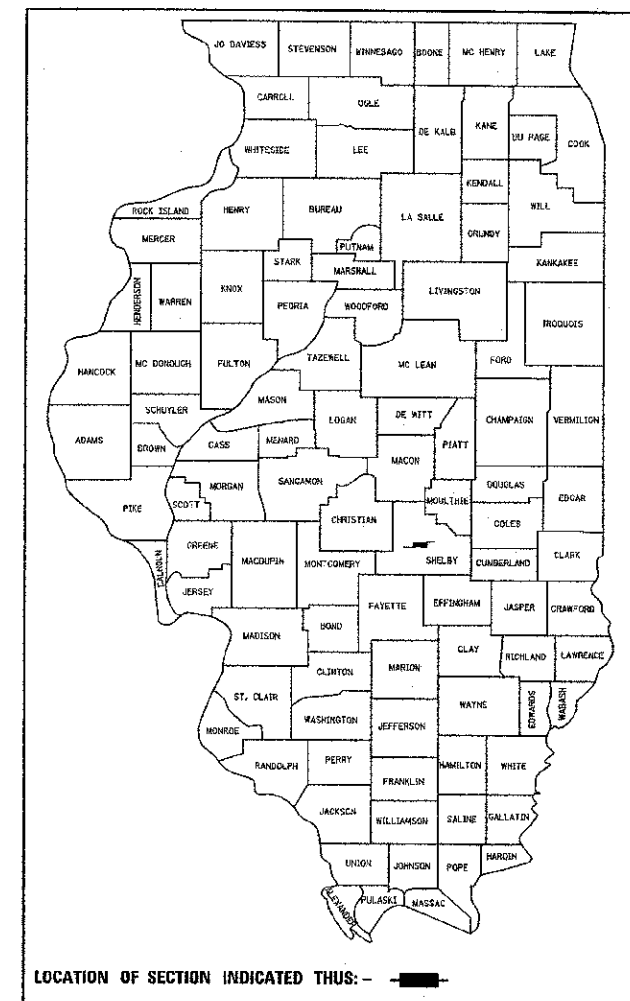 JO DAVIESS STEVENSON WINNEBAGO BOONE MC HENRY LAKE
CARROLL OGLE DE KALB KANE DU PAGE COOK
WHITESIDE LEE KENDALL
ROCK ISLAND HENRY BUREAU LA SALLE GRUNDY WILL
MERCER PUTNAM KANKAKEE
STARK MARSHALL
HENDERSON WARREN KNOX PEORIA WOODFORD LIVINGSTON IROQUOIS
HANCOCK MC DONOUGH FULTON TAZEWELL MC LEAN FORD
SCHUYLER MASON LOGAN DE WITT CHAMPAIGN VERMILION
ADAMS BROWN CASS MENARD MACON PIATT
PIKE SCOTT MORGAN SANGAMON CHRISTIAN MOULTRIE DOUGLAS EDGAR
COLES
CALHOUN GREENE MACOUPIN MONTGOMERY SHELBY CUMBERLAND CLARK
JERSEY FAYETTE EFFINGHAM JASPER CRAWFORD
MADISON BOND CLAY RICHLAND LAWRENCE
CLINTON MARION
ST. CLAIR WASHINGTON JEFFERSON WAYNE EDWARDS WABASH
MONROE
RANDOLPH PERRY FRANKLIN HAMILTON WHITE
JACKSON WILLIAMSON SALINE GALLATIN
UNION JOHNSON POPE HARDIN
ALEXANDER PULASKI MASSAC
LOCATION OF SECTION INDICATED THUS: -